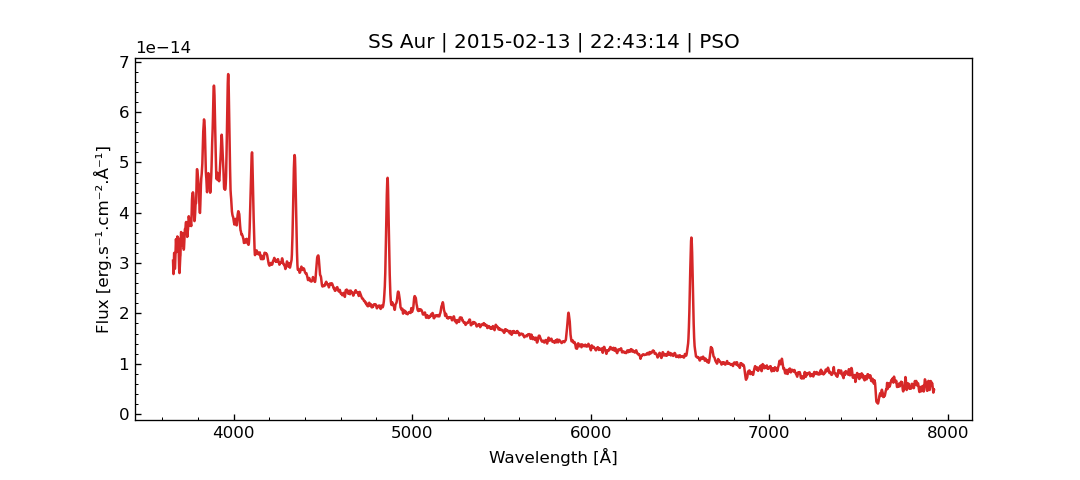 SS Aur | 2015-02-13 | 22:43:14 | PSO
1e−14
7
6
5
4
3
2
1
0
Flux [erg.s⁻¹.cm⁻².Å⁻¹]
4000 5000 6000 7000 8000
Wavelength [Å]